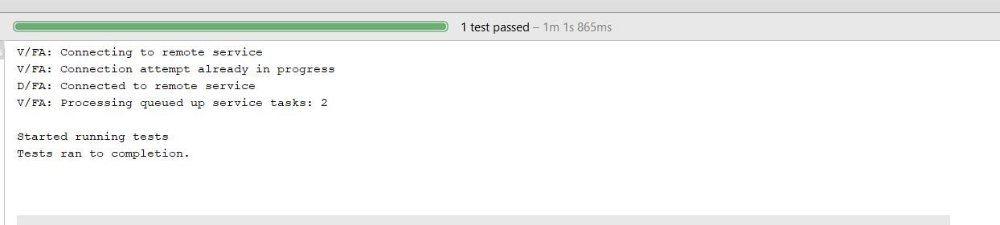 1 test passed – 1m 1s 865ms
V/FA: Connecting to remote service
V/FA: Connection attempt already in progress
D/FA: Connected to remote service
V/FA: Processing queued up service tasks: 2
Started running tests
Tests ran to completion.